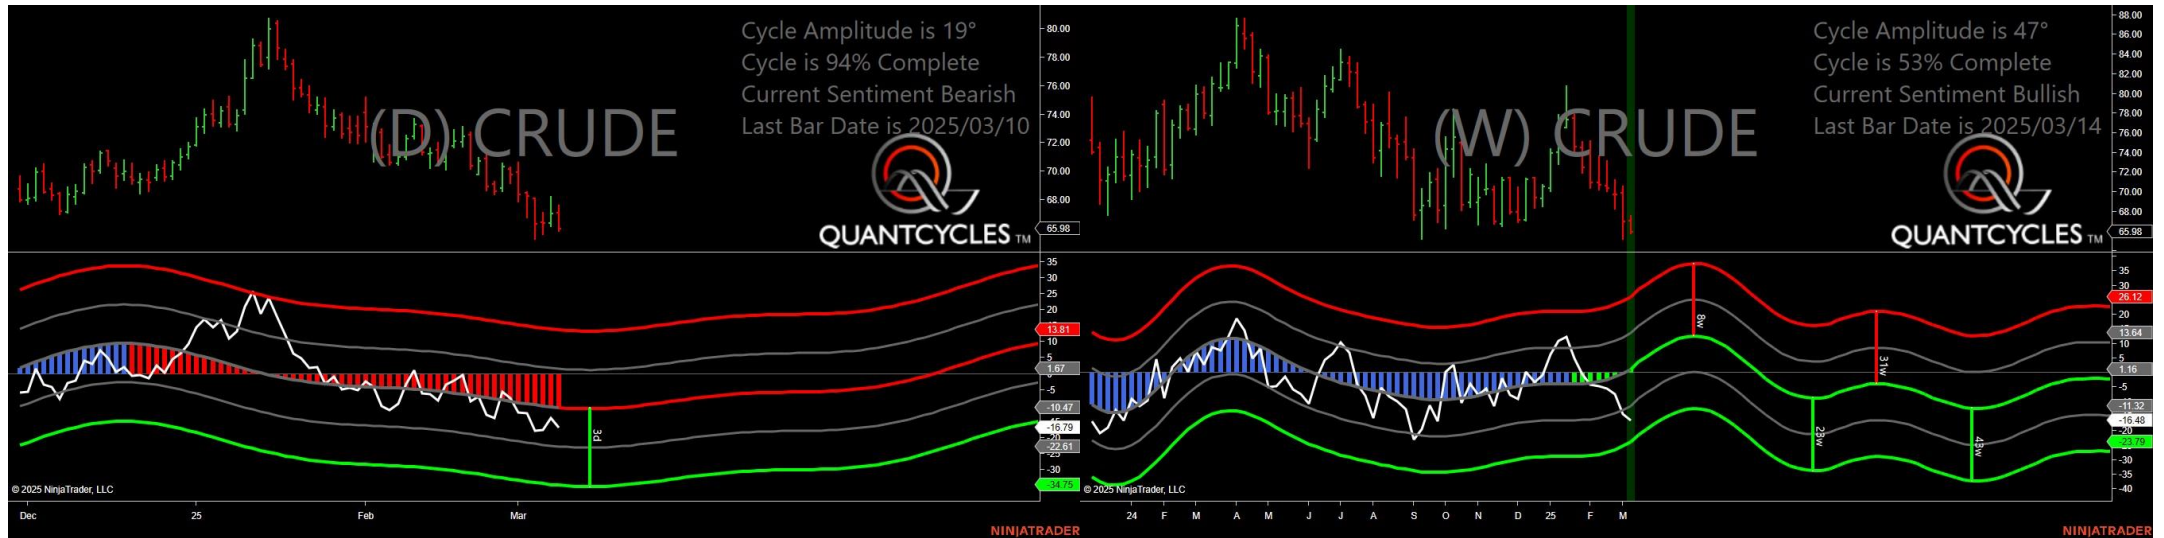 Cycle Amplitude is 19°
Cycle is 94% Complete
Current Sentiment Bearish
Last Bar Date is 2025/03/10
(D) CRUDE
QUANTCYCLES TM
80.00
78.00
76.00
74.00
72.00
70.00
68.00
65.98
35
30
25
20
13.81
10
5
1.67
-5
-10.47
-16.79
-20
-22.61
-25
-30
-34.75
3d
© 2025 NinjaTrader, LLC
Dec 25 Feb Mar
NINJATRADER
Cycle Amplitude is 47°
Cycle is 53% Complete
Current Sentiment Bullish
Last Bar Date is 2025/03/14
(W) CRUDE
QUANTCYCLES TM
88.00
86.00
84.00
82.00
80.00
78.00
76.00
74.00
72.00
70.00
68.00
65.98
35
30
26.12
20
13.64
10
5
1.16
-5
-11.32
-16.48
-20
-23.79
-30
-35
-40
8w
23w
31w
43w
© 2025 NinjaTrader, LLC
24 F M A M J J A S O N D 25 F M
NINJATRADER